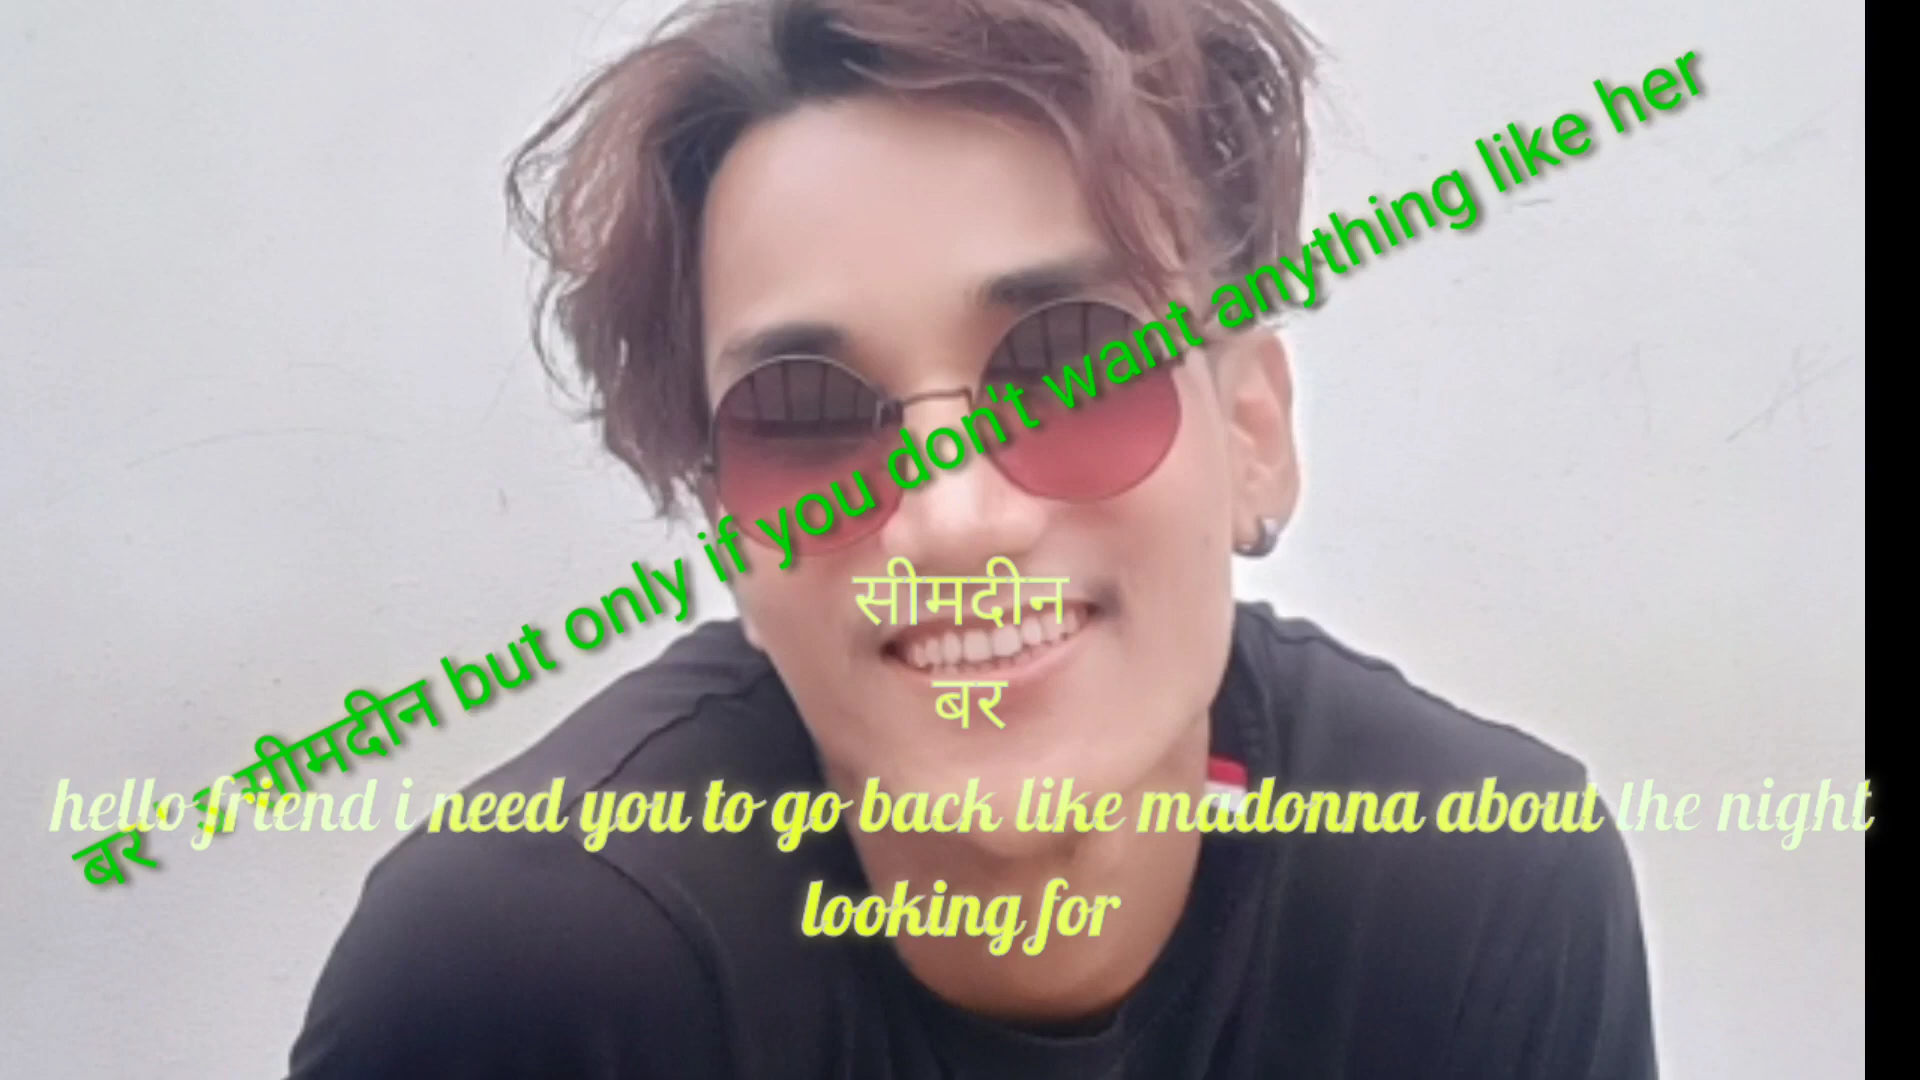 बर सीमदीन but only if you don't want anything like her
सीमदीन
बर
hello friend i need you to go back like madonna about the night
looking for